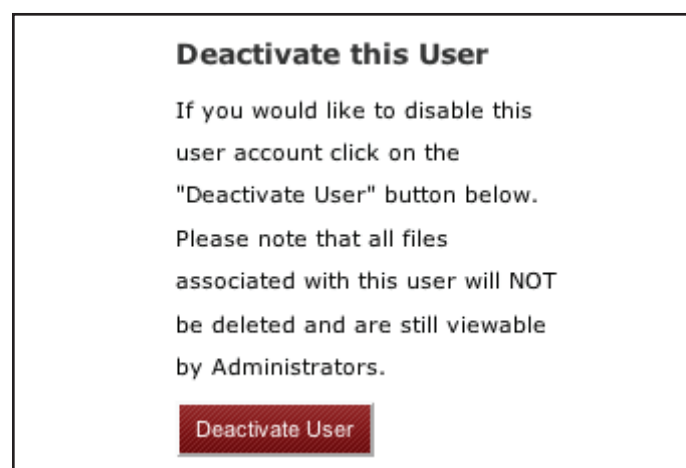 Deactivate this User
If you would like to disable this
user account click on the
"Deactivate User" button below.
Please note that all files
associated with this user will NOT
be deleted and are still viewable
by Administrators.
Deactivate User